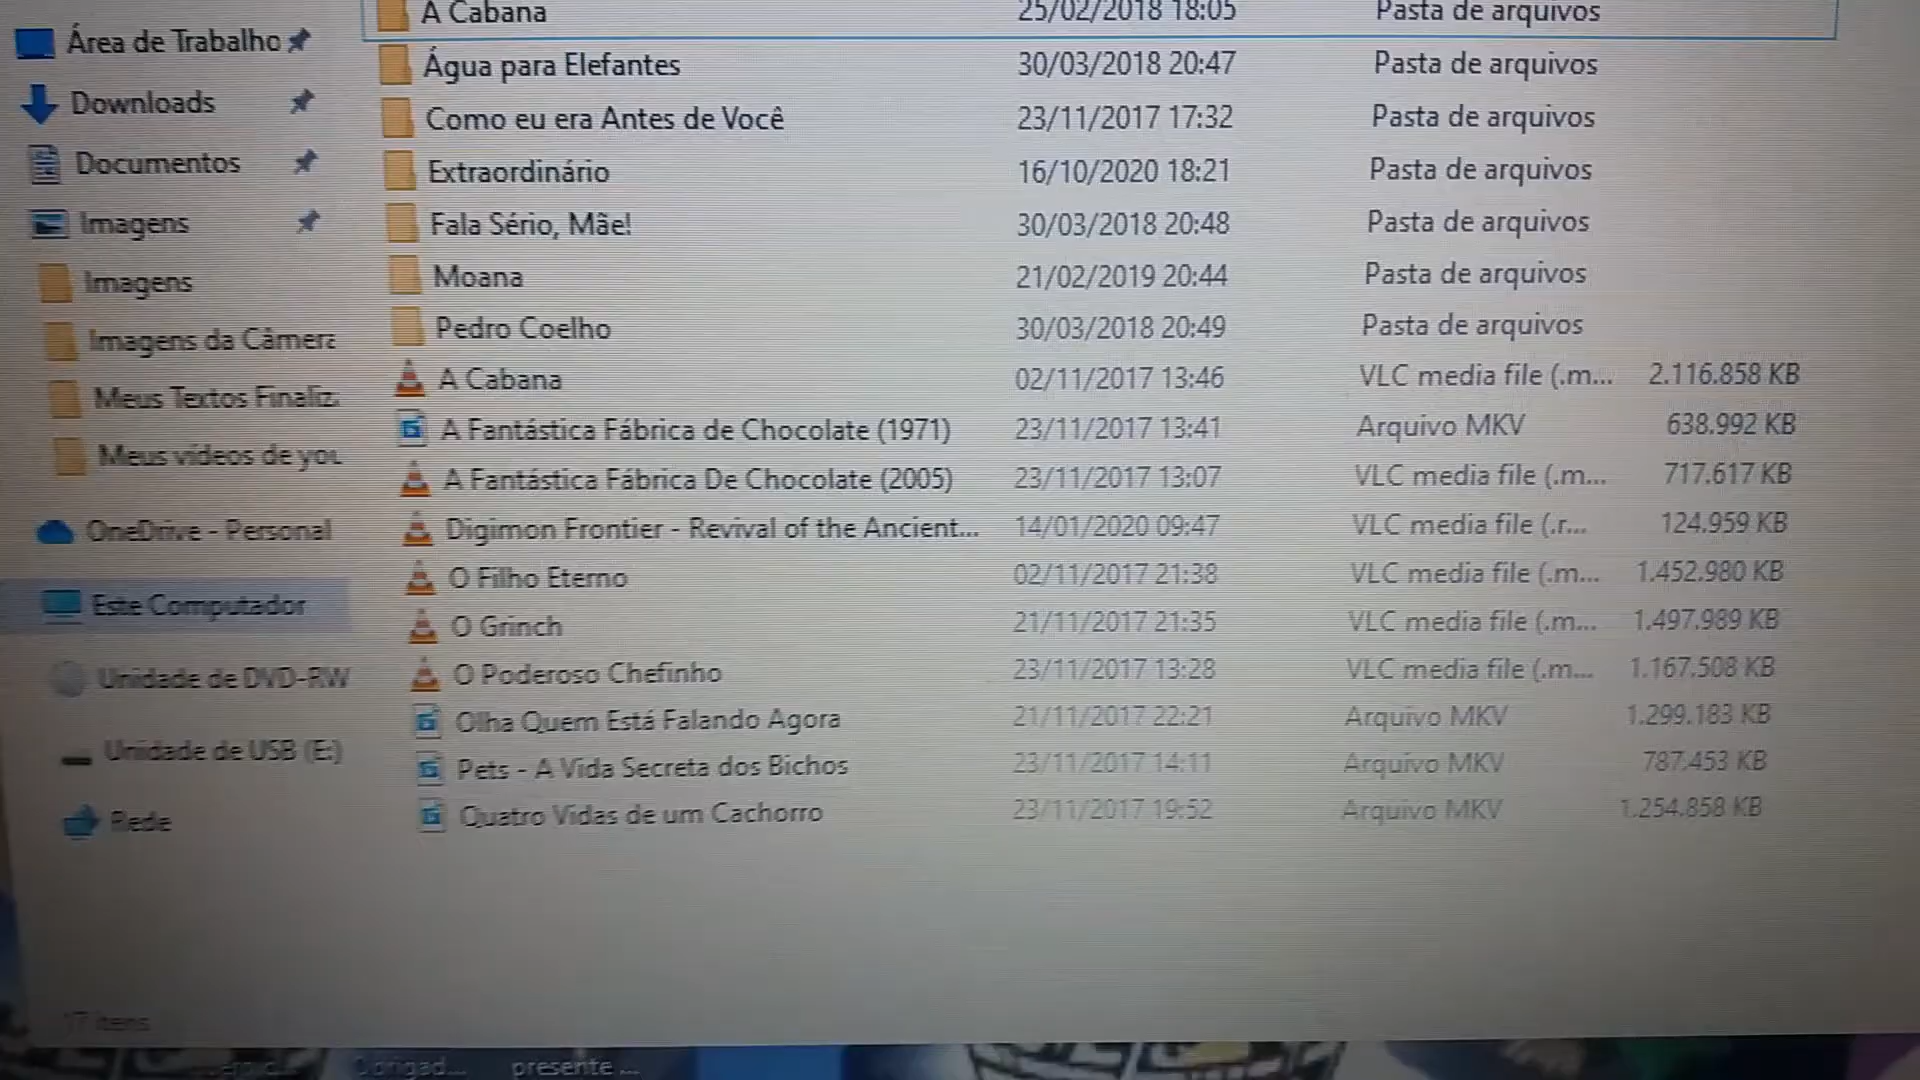 A Cabana 25/02/2018 18:05 Pasta de arquivos
Área de Trabalho
Água para Elefantes 30/03/2018 20:47 Pasta de arquivos
Downloads
Como eu era Antes de Você 23/11/2017 17:32 Pasta de arquivos
Documentos
Extraordinário 16/10/2020 18:21 Pasta de arquivos
Imagens
Fala Sério, Mãe! 30/03/2018 20:48 Pasta de arquivos
Imagens
Moana 21/02/2019 20:44 Pasta de arquivos
Imagens da Câmera
Pedro Coelho 30/03/2018 20:49 Pasta de arquivos
A Cabana 02/11/2017 13:46 VLC media file (.m... 2.116.858 KB
Meus Textos Finaliz
A Fantástica Fábrica de Chocolate (1971) 23/11/2017 13:41 Arquivo MKV 638.992 KB
Meus vídeos de you
A Fantástica Fábrica De Chocolate (2005) 23/11/2017 13:07 VLC media file (.m... 717.617 KB
OneDrive - Personal
Digimon Frontier - Revival of the Ancient... 14/01/2020 09:47 VLC media file (.r... 124.959 KB
O Filho Eterno 02/11/2017 21:38 VLC media file (.m... 1.452.980 KB
Este Computador
O Grinch 21/11/2017 21:35 VLC media file (.m... 1.497.989 KB
Unidade de DVD-RW
O Poderoso Chefinho 23/11/2017 13:28 VLC media file (.m... 1.167.508 KB
Olha Quem Está Falando Agora 21/11/2017 22:21 Arquivo MKV 1.299.183 KB
Unidade de USB (E:)
Pets - A Vida Secreta dos Bichos 23/11/2017 14:11 Arquivo MKV 787.453 KB
Rede
Quatro Vidas de um Cachorro 23/11/2017 19:52 Arquivo MKV 1.254.858 KB
17 itens
Obrigad... presente ...